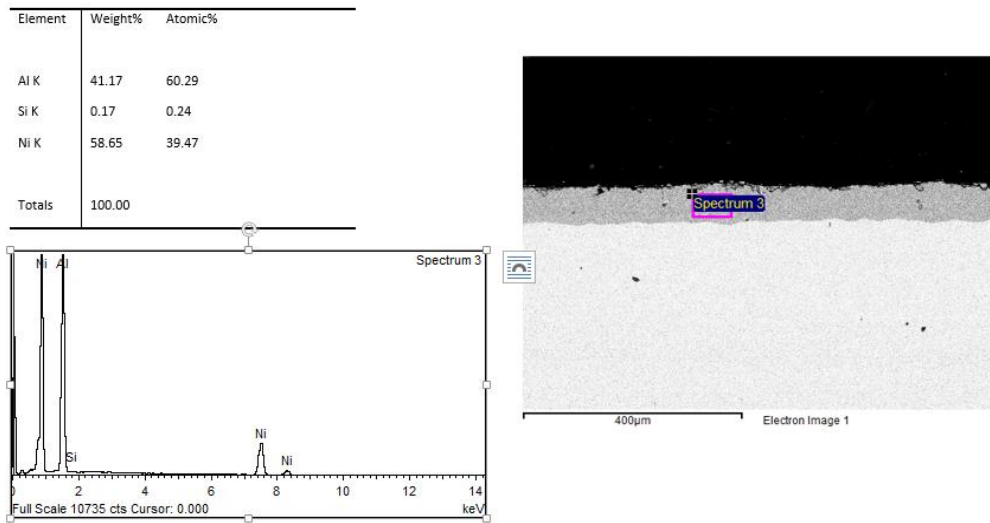 Element Weight% Atomic%
Al K 41.17 60.29
Si K 0.17 0.24
Ni K 58.65 39.47
Totals 100.00
Spectrum 3
Ni Al
Si
Ni
Ni
2 4 6 8 10 12 14
Full Scale 10735 cts Cursor: 0.000 keV
Spectrum 3
400µm Electron Image 1